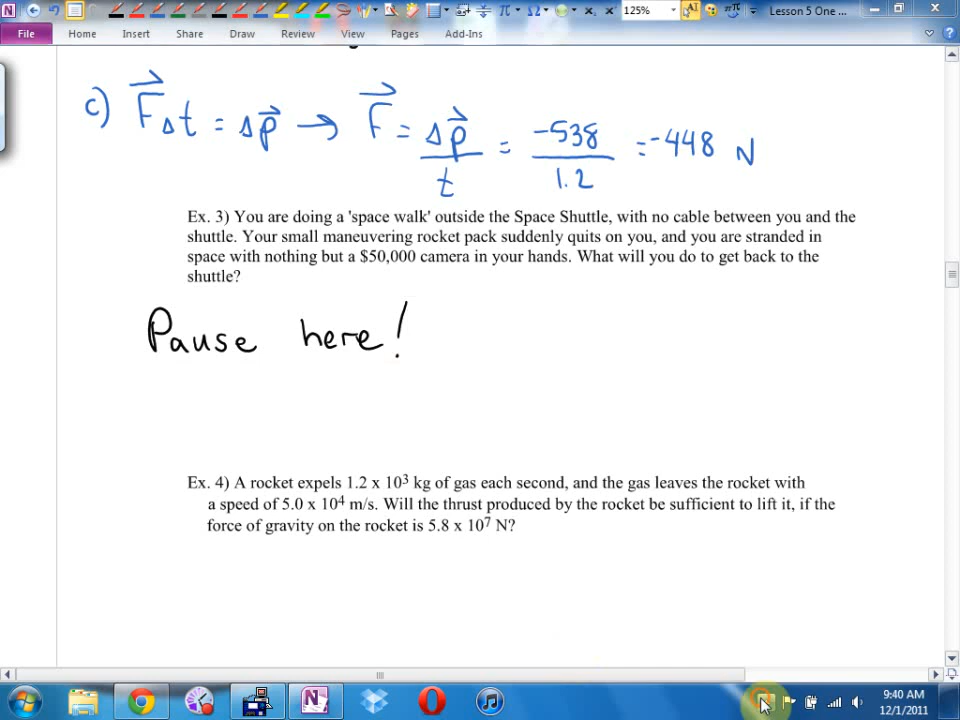 125%
Lesson 5 One ...
File Home Insert Share Draw Review View Pages Add-Ins
c) F⃗Δt = Δp⃗ → F⃗ = Δp⃗/t = -538/1.2 = -448 N
Ex. 3) You are doing a 'space walk' outside the Space Shuttle, with no cable between you and the
shuttle. Your small maneuvering rocket pack suddenly quits on you, and you are stranded in
space with nothing but a $50,000 camera in your hands. What will you do to get back to the
shuttle?
Pause here!
Ex. 4) A rocket expels 1.2 x 10³ kg of gas each second, and the gas leaves the rocket with
a speed of 5.0 x 10⁴ m/s. Will the thrust produced by the rocket be sufficient to lift it, if the
force of gravity on the rocket is 5.8 x 10⁷ N?
9:40 AM
12/1/2011